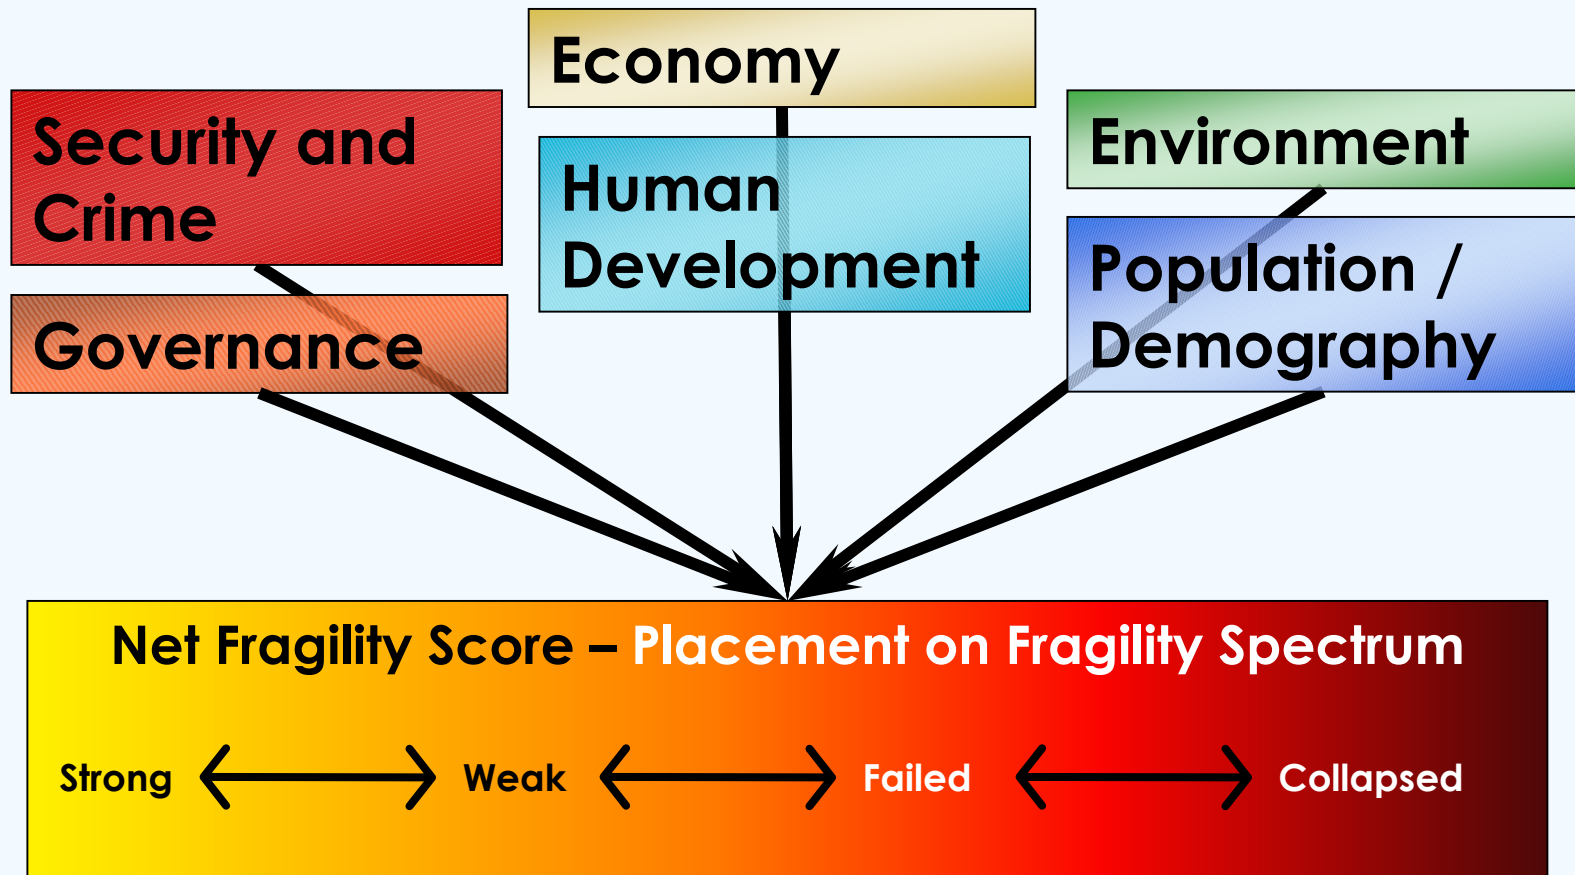 Economy
Security and
Crime
Environment
Human
Development
Population /
Demography
Governance
Net Fragility Score – Placement on Fragility Spectrum
Strong Weak Failed Collapsed